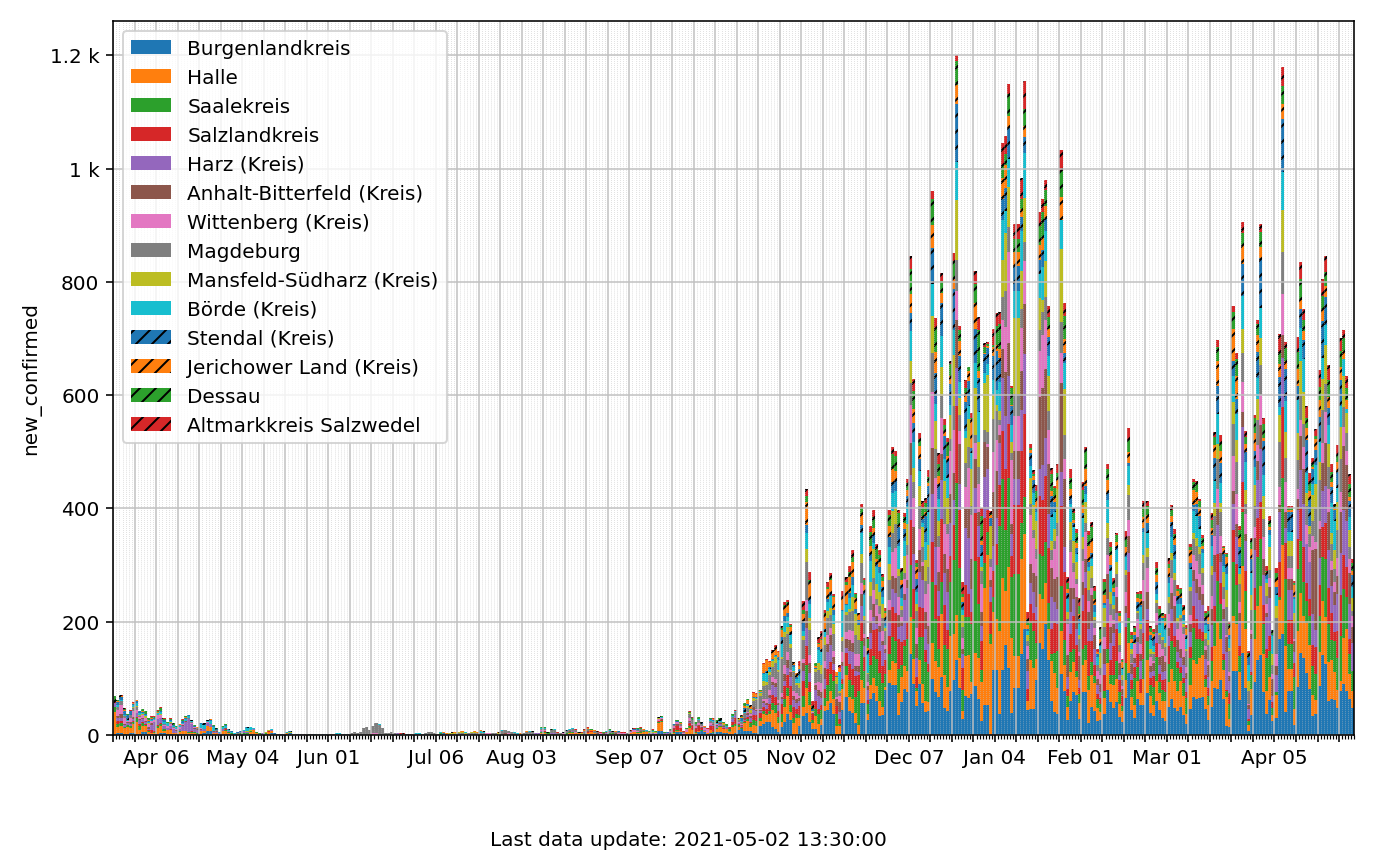 1.2 k
1 k
800
600
400
200
0
new_confirmed
Burgenlandkreis
Halle
Saalekreis
Salzlandkreis
Harz (Kreis)
Anhalt-Bitterfeld (Kreis)
Wittenberg (Kreis)
Magdeburg
Mansfeld-Südharz (Kreis)
Börde (Kreis)
Stendal (Kreis)
Jerichower Land (Kreis)
Dessau
Altmarkkreis Salzwedel
Apr 06 May 04 Jun 01 Jul 06 Aug 03 Sep 07 Oct 05 Nov 02 Dec 07 Jan 04 Feb 01 Mar 01 Apr 05
Last data update: 2021-05-02 13:30:00